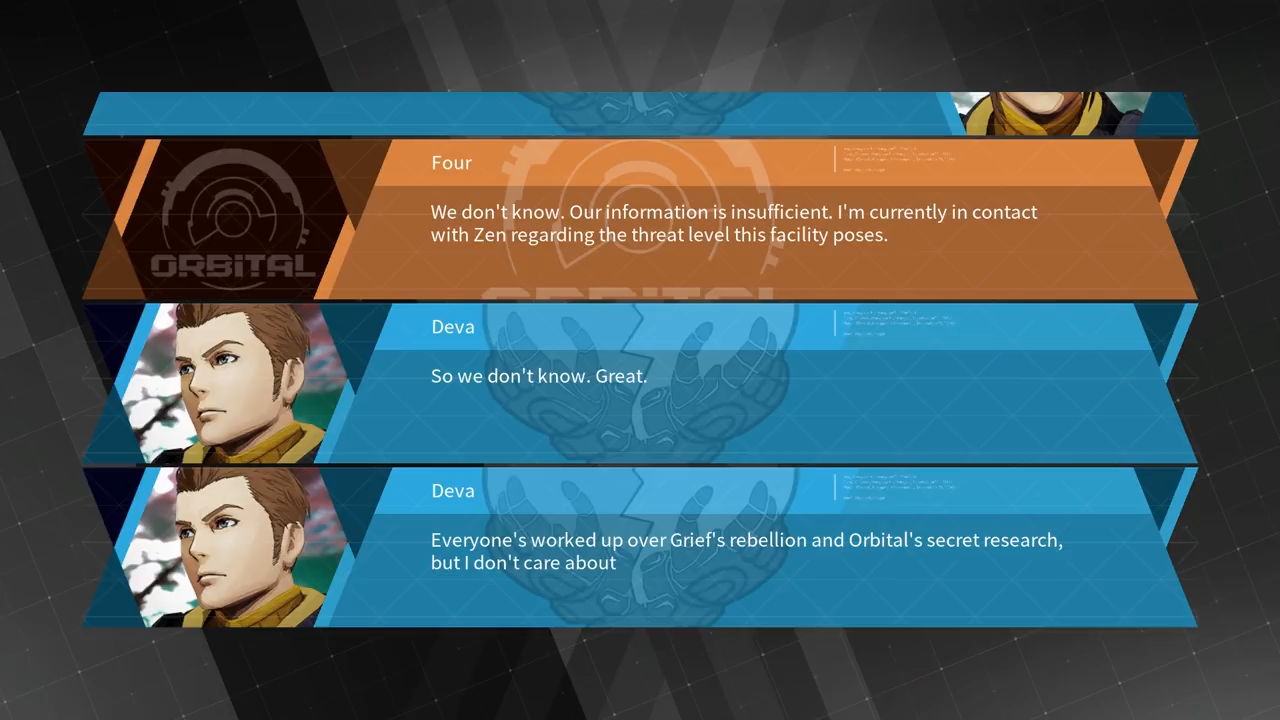 Four
We don't know. Our information is insufficient. I'm currently in contact
with Zen regarding the threat level this facility poses.
ORBITAL
ORBITAL
Deva
So we don't know. Great.
Deva
Everyone's worked up over Grief's rebellion and Orbital's secret research,
but I don't care about